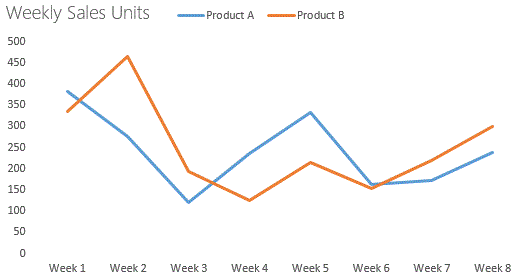 Weekly Sales Units
Product A
Product B
500
450
400
350
300
250
200
150
100
50
0
Week 1
Week 2
Week 3
Week 4
Week 5
Week 6
Week 7
Week 8